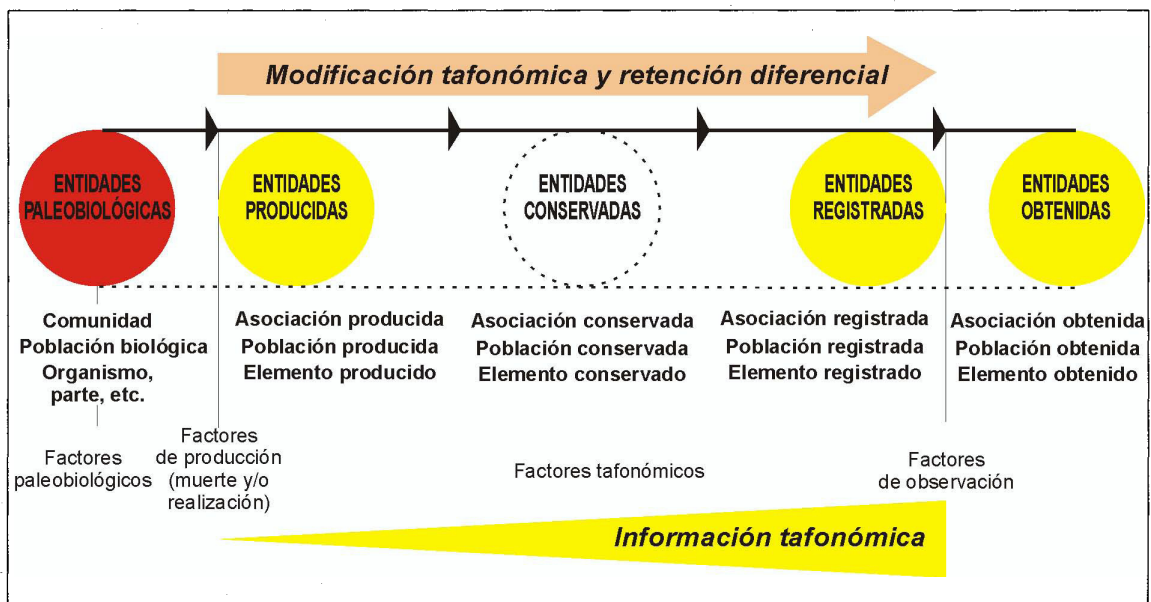 Modificación tafonómica y retención diferencial
ENTIDADES
PALEOBIOLÓGICAS
ENTIDADES
PRODUCIDAS
ENTIDADES
CONSERVADAS
ENTIDADES
REGISTRADAS
ENTIDADES
OBTENIDAS
Comunidad
Población biológica
Organismo,
parte, etc.
Asociación producida
Población producida
Elemento producido
Asociación conservada
Población conservada
Elemento conservado
Asociación registrada
Población registrada
Elemento registrado
Asociación obtenida
Población obtenida
Elemento obtenido
Factores
paleobiológicos
Factores
de producción
(muerte y/o
realización)
Factores tafonómicos
Factores
de observación
Información tafonómica